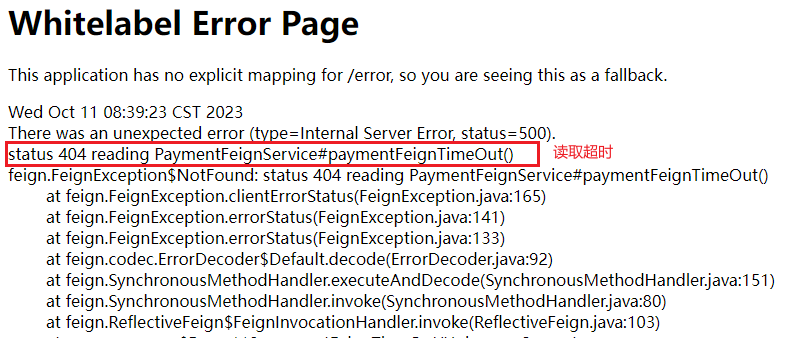 Whitelabel Error Page
This application has no explicit mapping for /error, so you are seeing this as a fallback.
Wed Oct 11 08:39:23 CST 2023
There was an unexpected error (type=Internal Server Error, status=500).
status 404 reading PaymentFeignService#paymentFeignTimeOut() 读取超时
feign.FeignException$NotFound: status 404 reading PaymentFeignService#paymentFeignTimeOut()
at feign.FeignException.clientErrorStatus(FeignException.java:165)
at feign.FeignException.errorStatus(FeignException.java:141)
at feign.FeignException.errorStatus(FeignException.java:133)
at feign.codec.ErrorDecoder$Default.decode(ErrorDecoder.java:92)
at feign.SynchronousMethodHandler.executeAndDecode(SynchronousMethodHandler.java:151)
at feign.SynchronousMethodHandler.invoke(SynchronousMethodHandler.java:80)
at feign.ReflectiveFeign$FeignInvocationHandler.invoke(ReflectiveFeign.java:103)